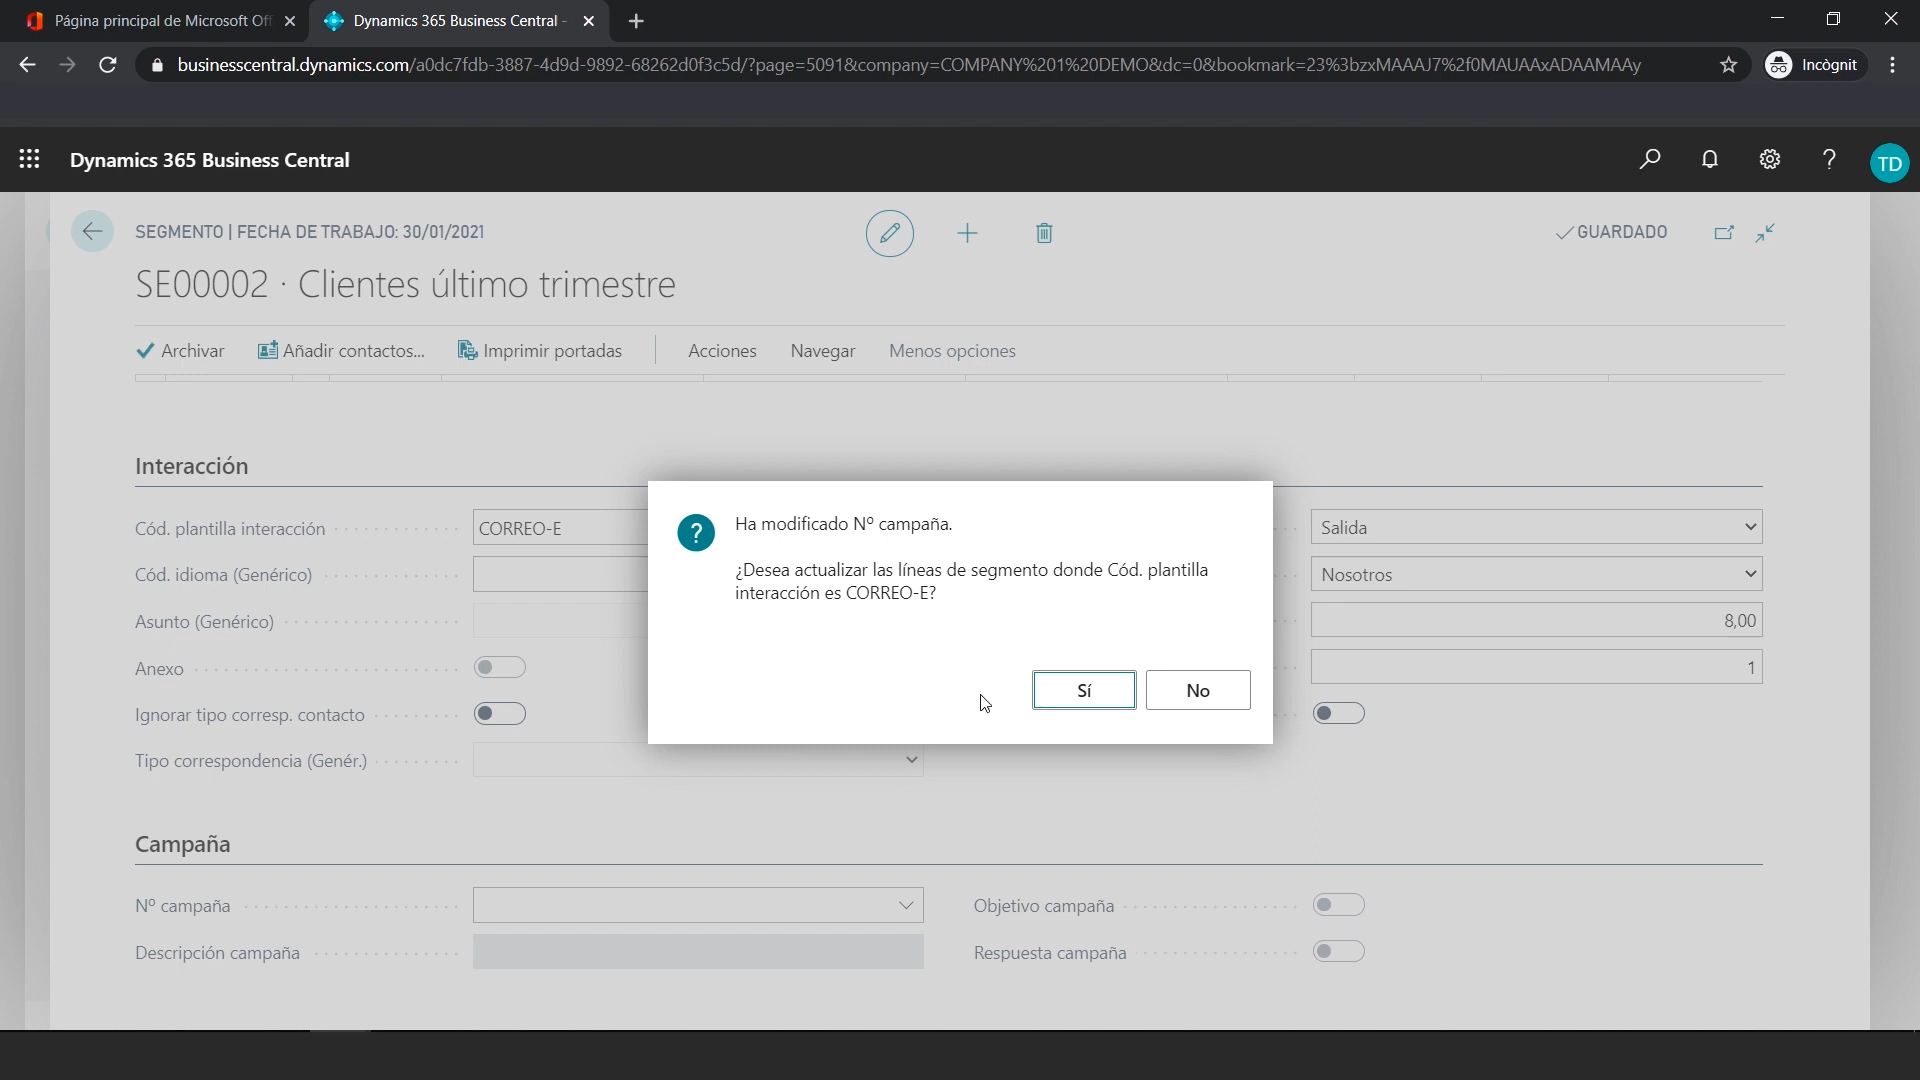 Página principal de Microsoft Off
Dynamics 365 Business Central -
businesscentral.dynamics.com/a0dc7fdb-3887-4d9d-9892-68262d0f3c5d/?page=5091&company=COMPANY%201%20DEMO&dc=0&bookmark=23%3bzxMAAAJ7%2f0MAUAAxADAAMAAy
Incògnit
Dynamics 365 Business Central
TD
SEGMENTO | FECHA DE TRABAJO: 30/01/2021
GUARDADO
SE00002 · Clientes último trimestre
Archivar
Añadir contactos...
Imprimir portadas
Acciones
Navegar
Menos opciones
Interacción
Cód. plantilla interacción
CORREO-E
Salida
Cód. idioma (Genérico)
Nosotros
Asunto (Genérico)
8,00
Anexo
1
Ignorar tipo corresp. contacto
Tipo correspondencia (Genér.)
Ha modificado Nº campaña.
¿Desea actualizar las líneas de segmento donde Cód. plantilla
interacción es CORREO-E?
Sí
No
Campaña
Nº campaña
Objetivo campaña
Descripción campaña
Respuesta campaña